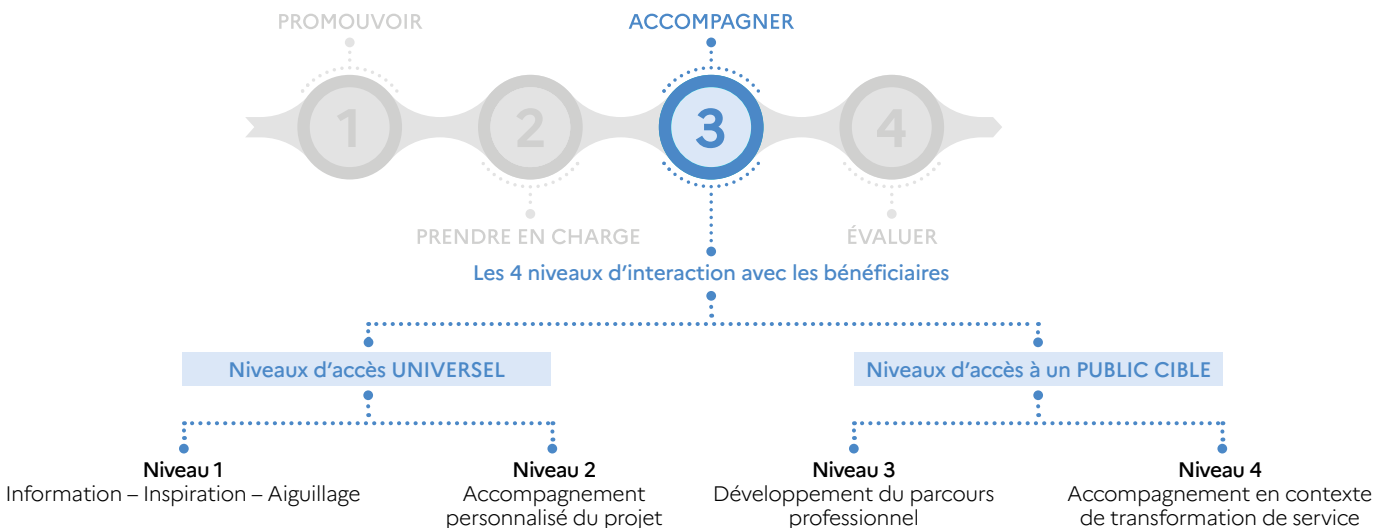 PROMOUVOIR
ACCOMPAGNER
1
2
3
4
PRENDRE EN CHARGE
ÉVALUER
Les 4 niveaux d'interaction avec les bénéficiaires
Niveaux d'accès UNIVERSEL
Niveaux d'accès à un PUBLIC CIBLE
Niveau 1
Information – Inspiration – Aiguillage
Niveau 2
Accompagnement
personnalisé du projet
Niveau 3
Développement du parcours
professionnel
Niveau 4
Accompagnement en contexte
de transformation de service